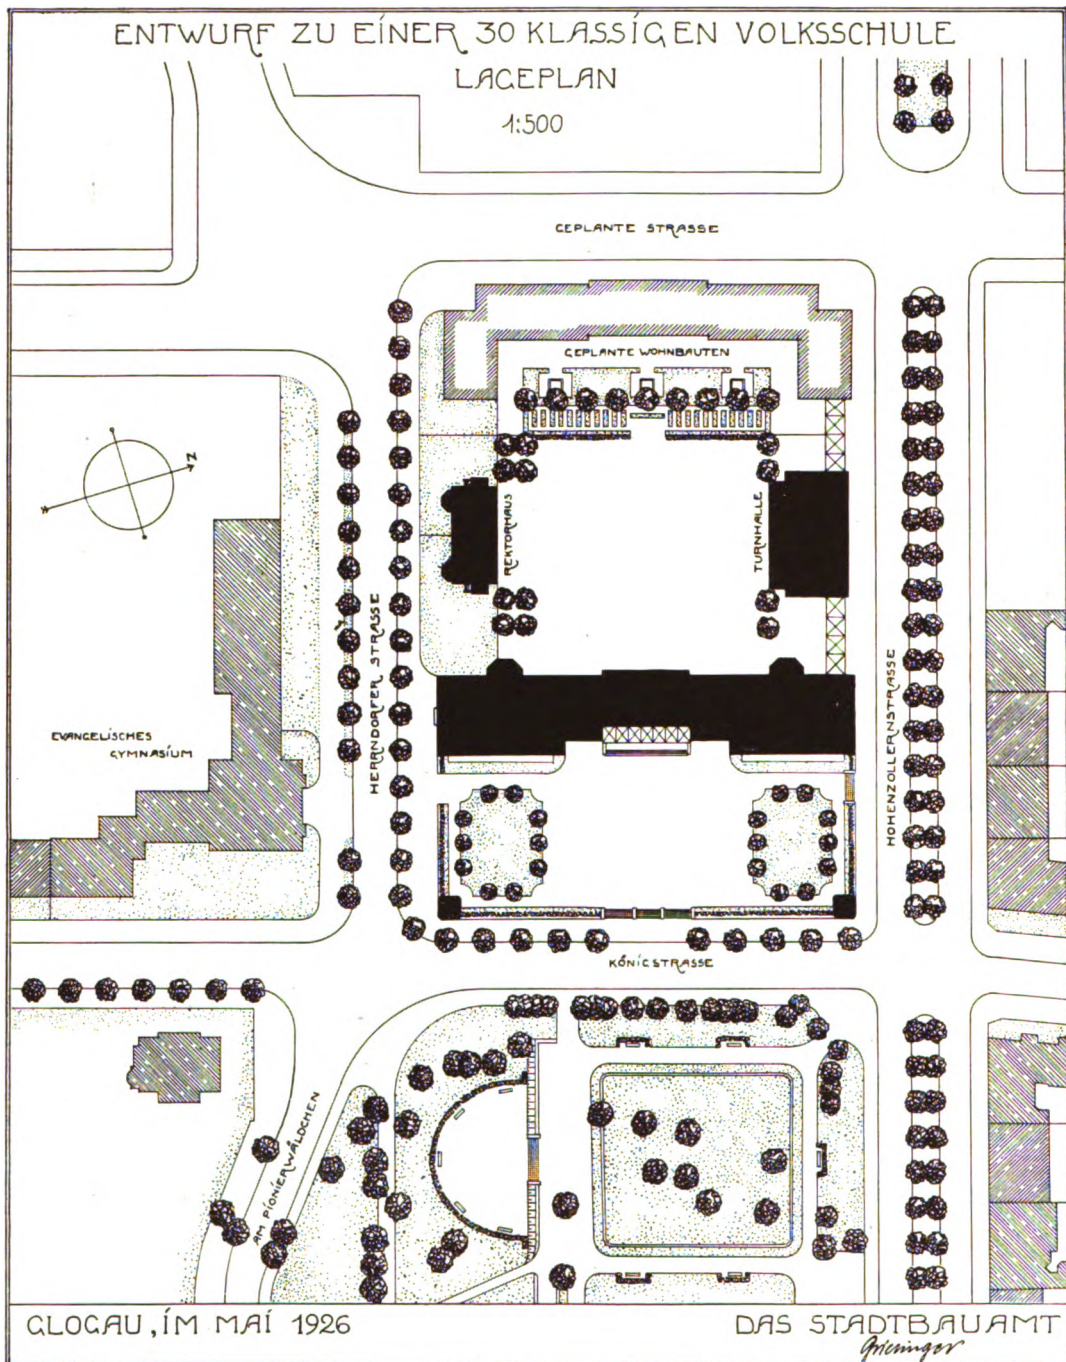 ENTWURF ZU EINER 30 KLASSIGEN VOLKSSCHULE
LAGEPLAN
1:500
GEPLANTE STRASSE
GEPLANTE WOHNBAUTEN
N
REKTORHAUS
TURNHALLE
HERRNDORFER STRASSE
HOHENZOLLERNSTRASSE
EVANGELISCHES
GYMNASIUM
KÖNIGSTRASSE
AM PIONIERWÄLDCHEN
GLOGAU, IM MAI 1926
DAS STADTBAUAMT
Griesinger